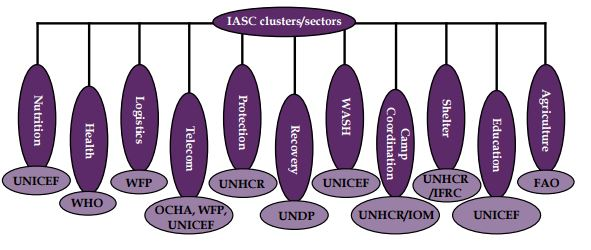 IASC clusters/sectors
Nutrition
UNICEF
Health
WHO
Logistics
WFP
Telecom
OCHA, WFP,
UNICEF
Protection
UNHCR
Recovery
UNDP
WASH
UNICEF
Camp
Coordination
UNHCR/IOM
Shelter
UNHCR
/IFRC
Education
UNICEF
Agriculture
FAO